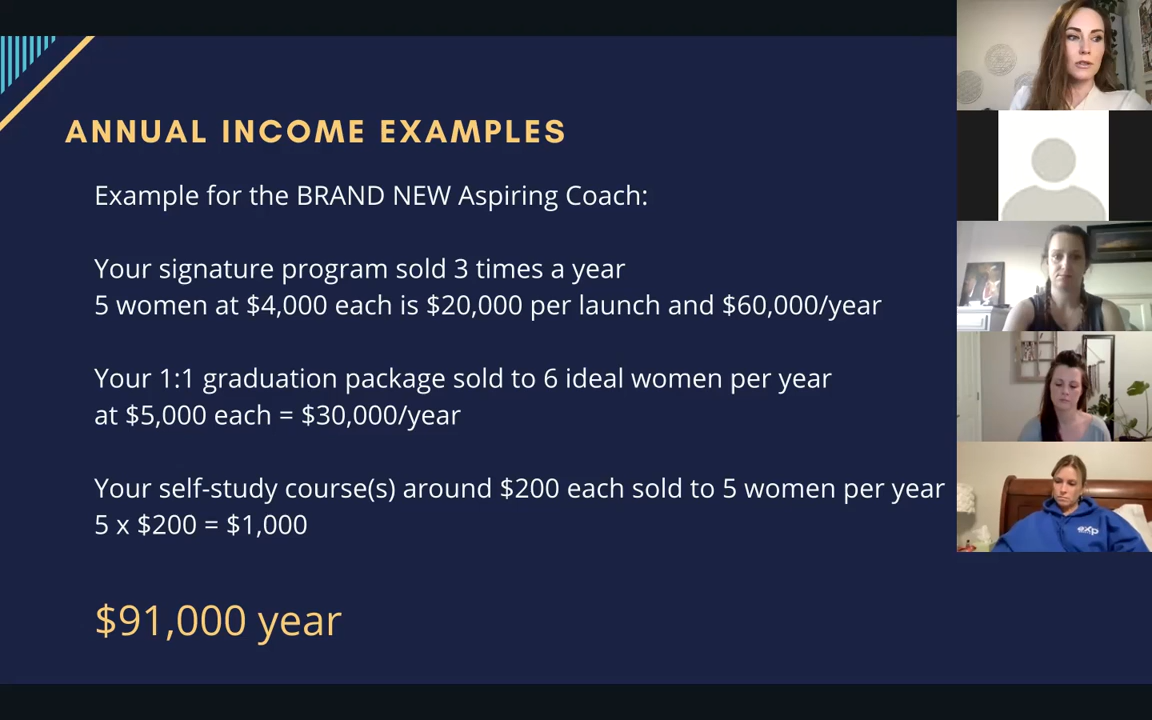 ANNUAL INCOME EXAMPLES
Example for the BRAND NEW Aspiring Coach:
Your signature program sold 3 times a year
5 women at $4,000 each is $20,000 per launch and $60,000/year
Your 1:1 graduation package sold to 6 ideal women per year
at $5,000 each = $30,000/year
Your self-study course(s) around $200 each sold to 5 women per year
5 x $200 = $1,000
$91,000 year
exp